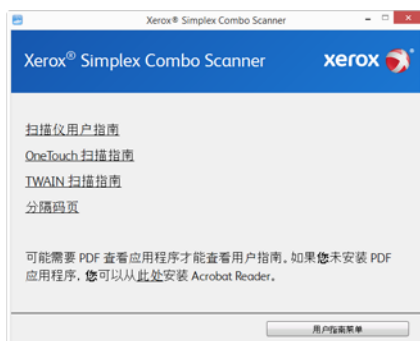 Xerox® Simplex Combo Scanner
Xerox® Simplex Combo Scanner
xerox
扫描仪用户指南
OneTouch 扫描指南
TWAIN 扫描指南
分隔码页
可能需要 PDF 查看应用程序才能查看用户指南。如果您未安装 PDF
应用程序，您可以从此处安装 Acrobat Reader。
用户指南菜单